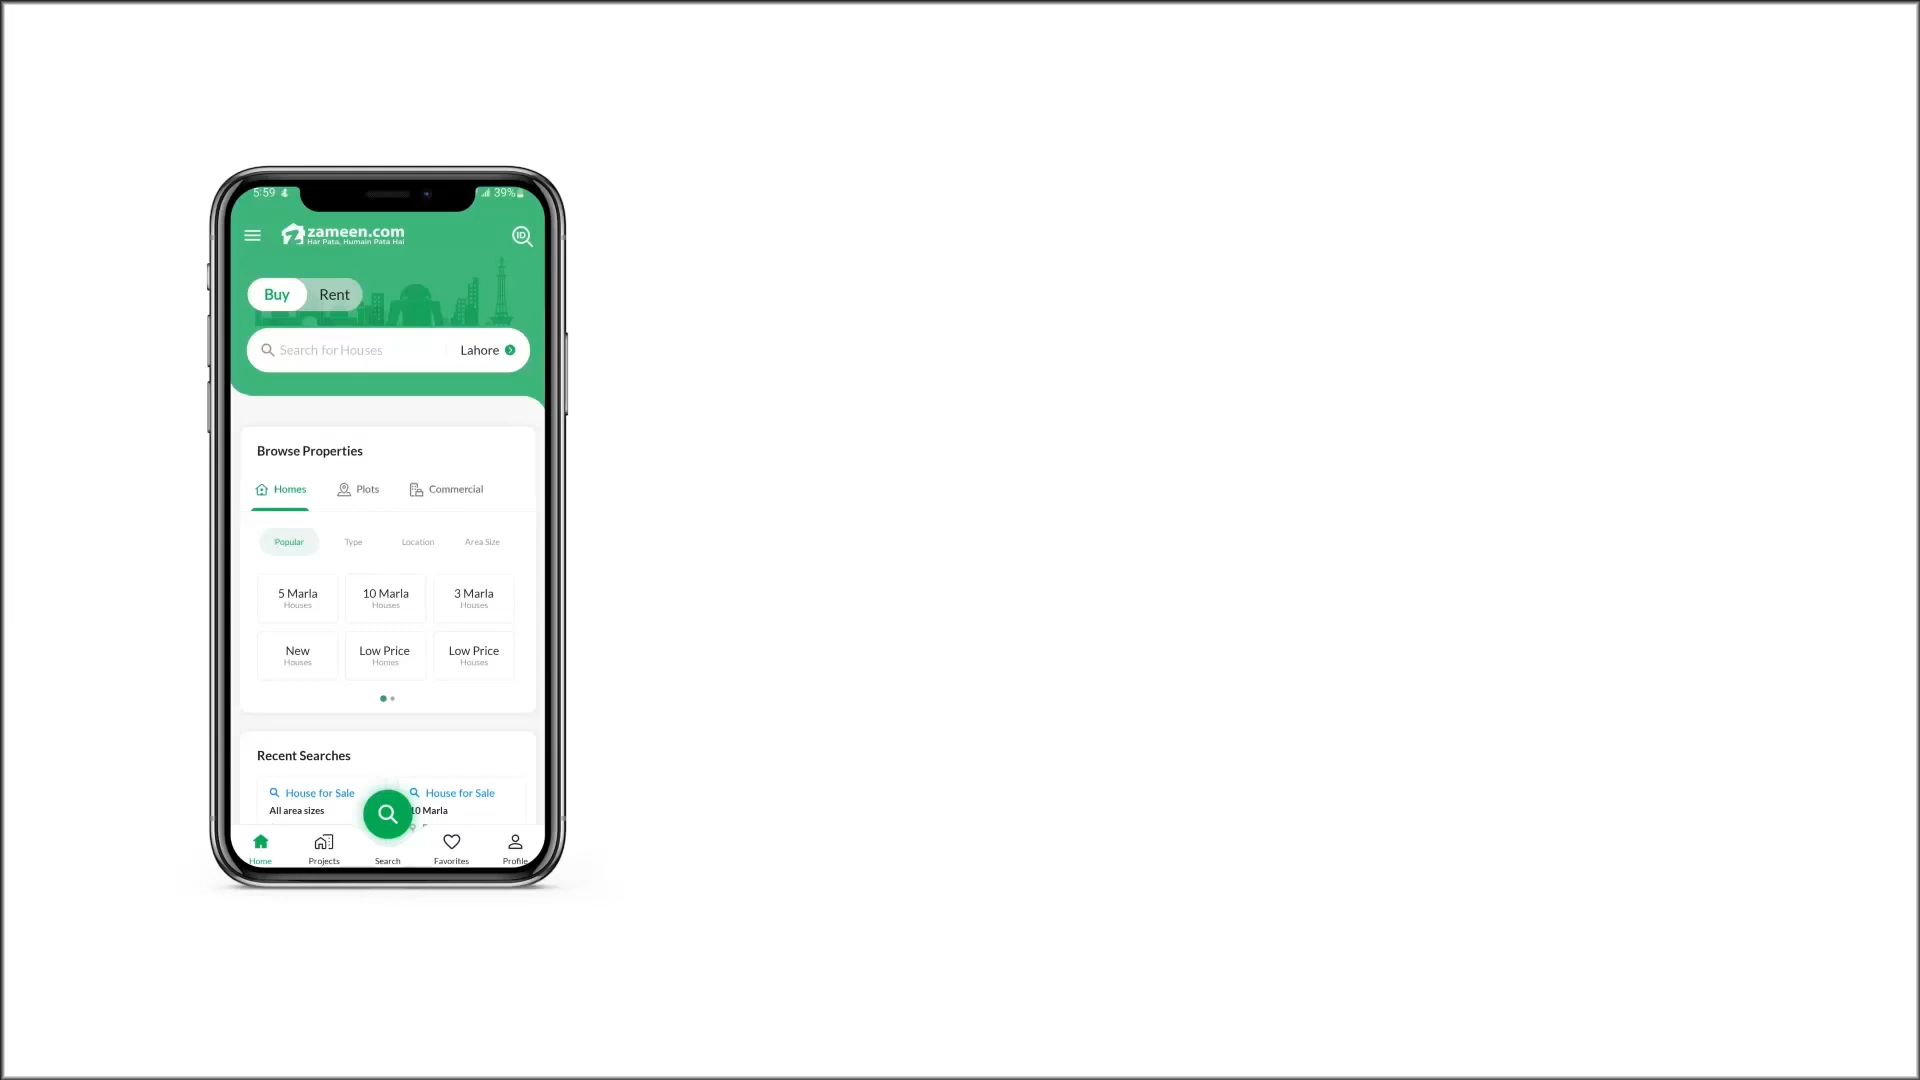 5:59
39%
zameen.com
Har Pata, Humain Pata Hai
ID
Buy Rent
Search for Houses Lahore
Browse Properties
Homes Plots Commercial
Popular Type Location Area Size
5 Marla 10 Marla 3 Marla
Houses Houses Houses
New Low Price Low Price
Houses Homes Houses
Recent Searches
House for Sale House for Sale
All area sizes 10 Marla
Home Projects Search Favorites Profile